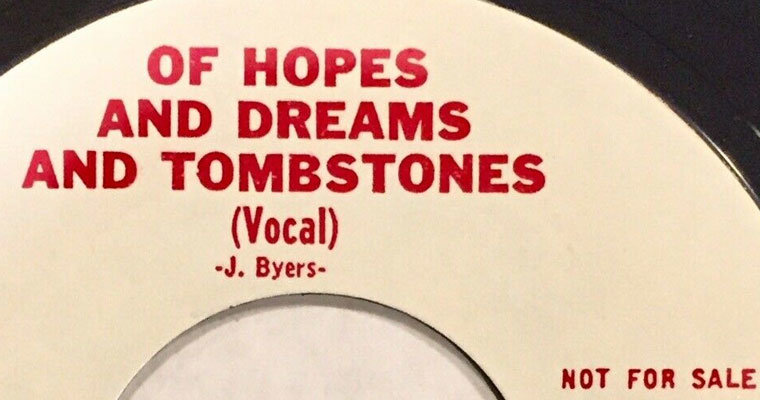 OF HOPES
AND DREAMS
AND TOMBSTONES
(Vocal)
-J. Byers-
NOT FOR SALE